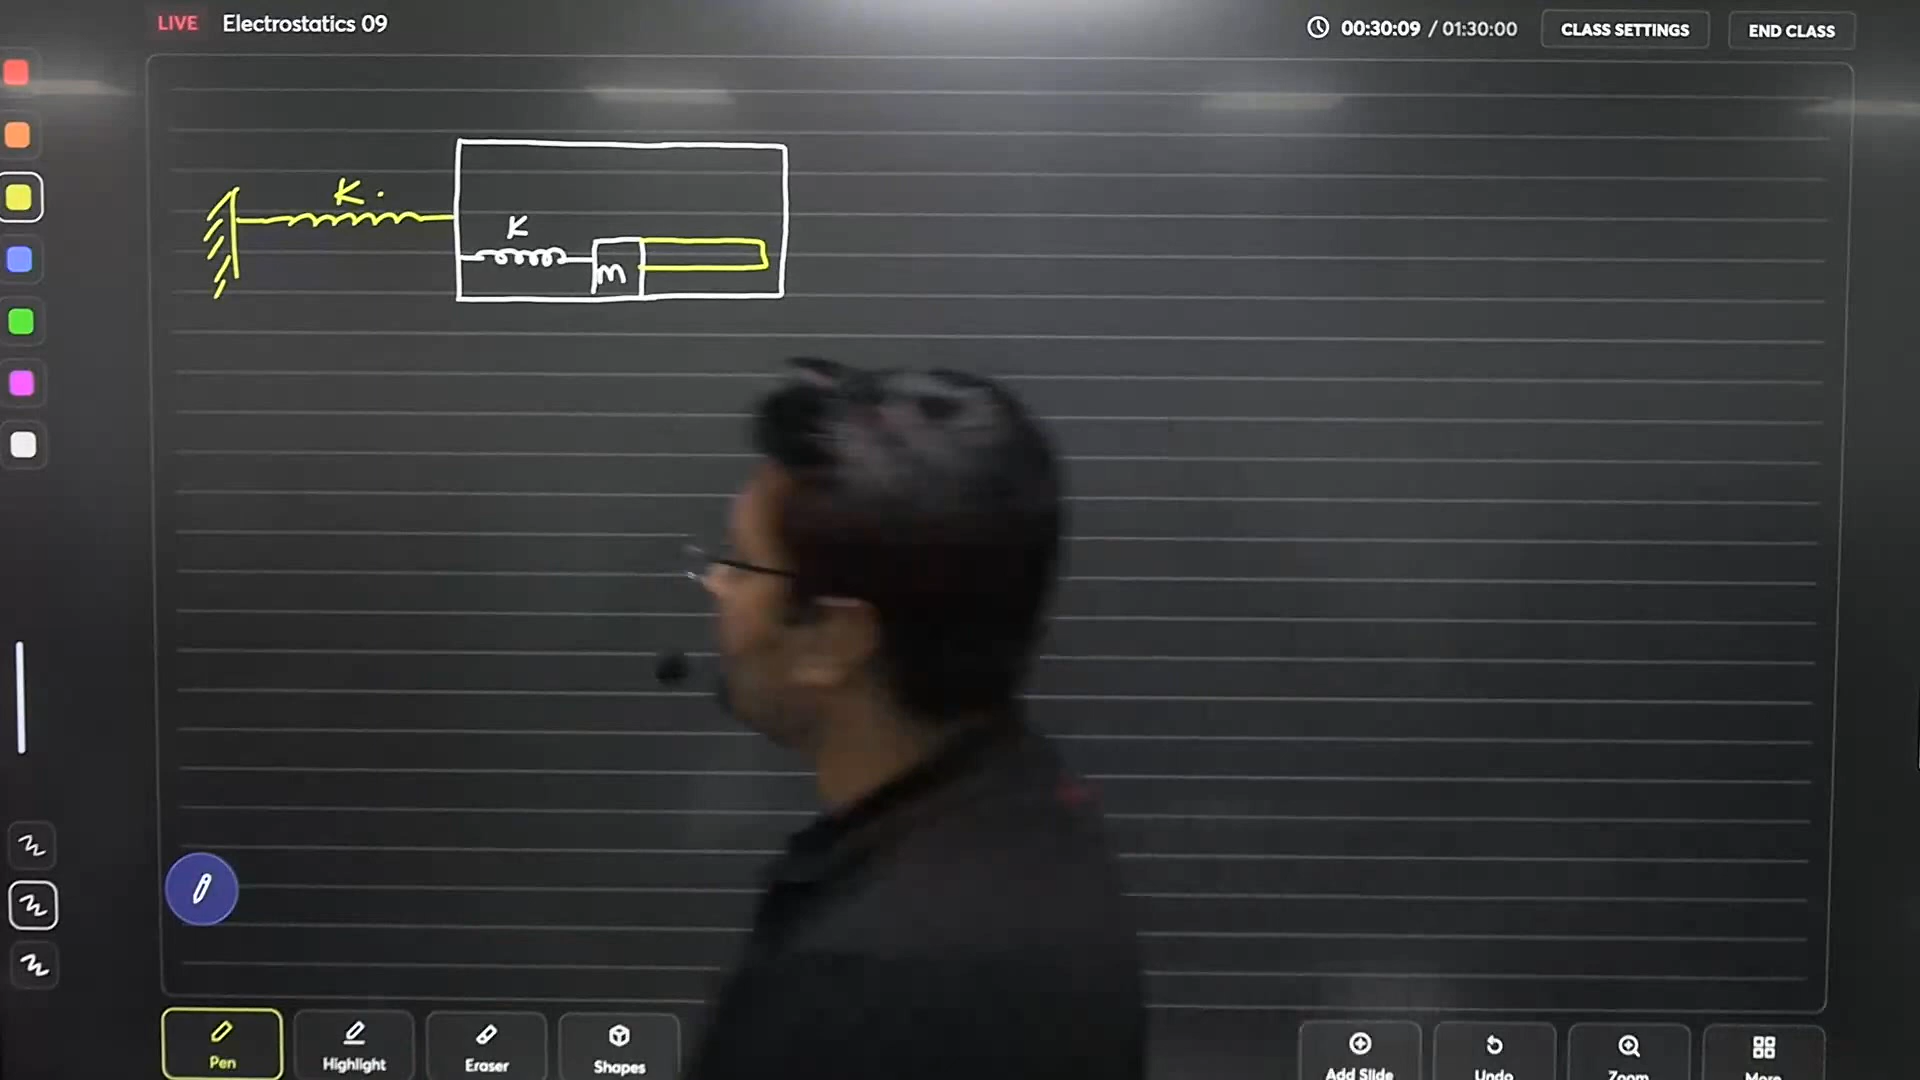 LIVE Electrostatics 09
00:30:09 / 01:30:00
CLASS SETTINGS
END CLASS
K
K
m
Pen
Highlight
Eraser
Shapes
Add Slide
Undo
Zoom
More